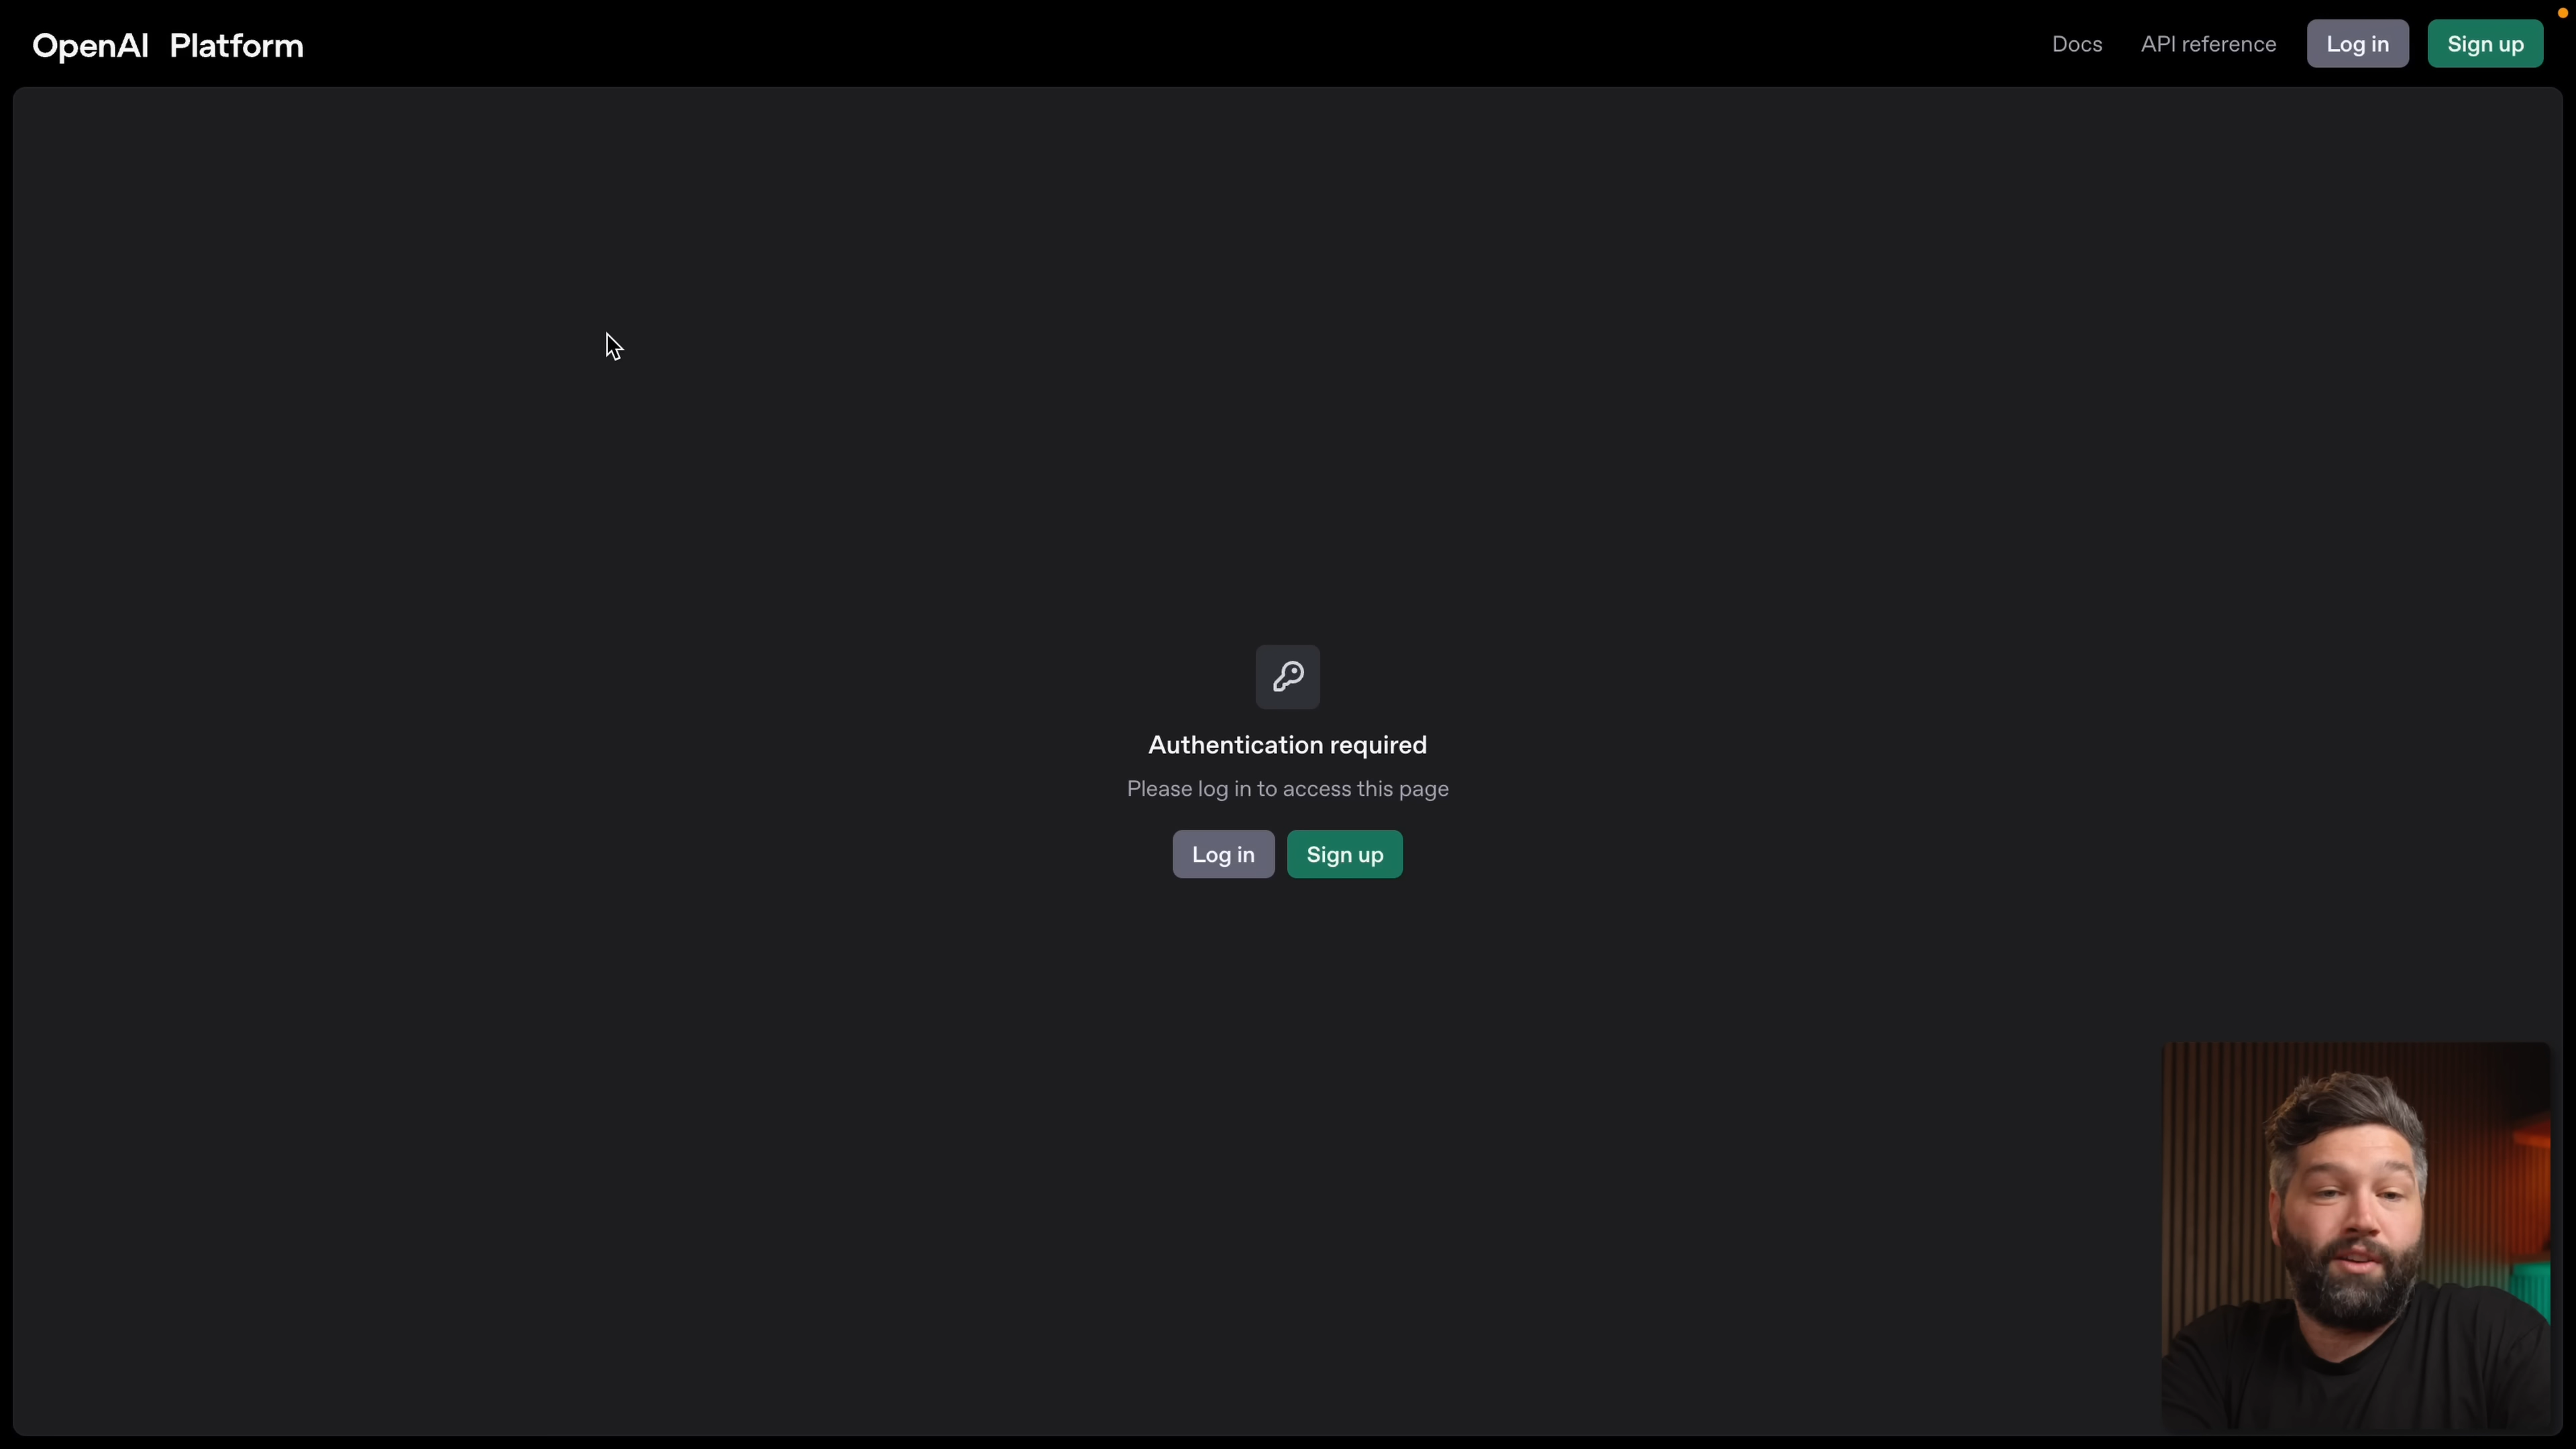 OpenAI Platform
Docs API reference Log in Sign up
Authentication required
Please log in to access this page
Log in Sign up